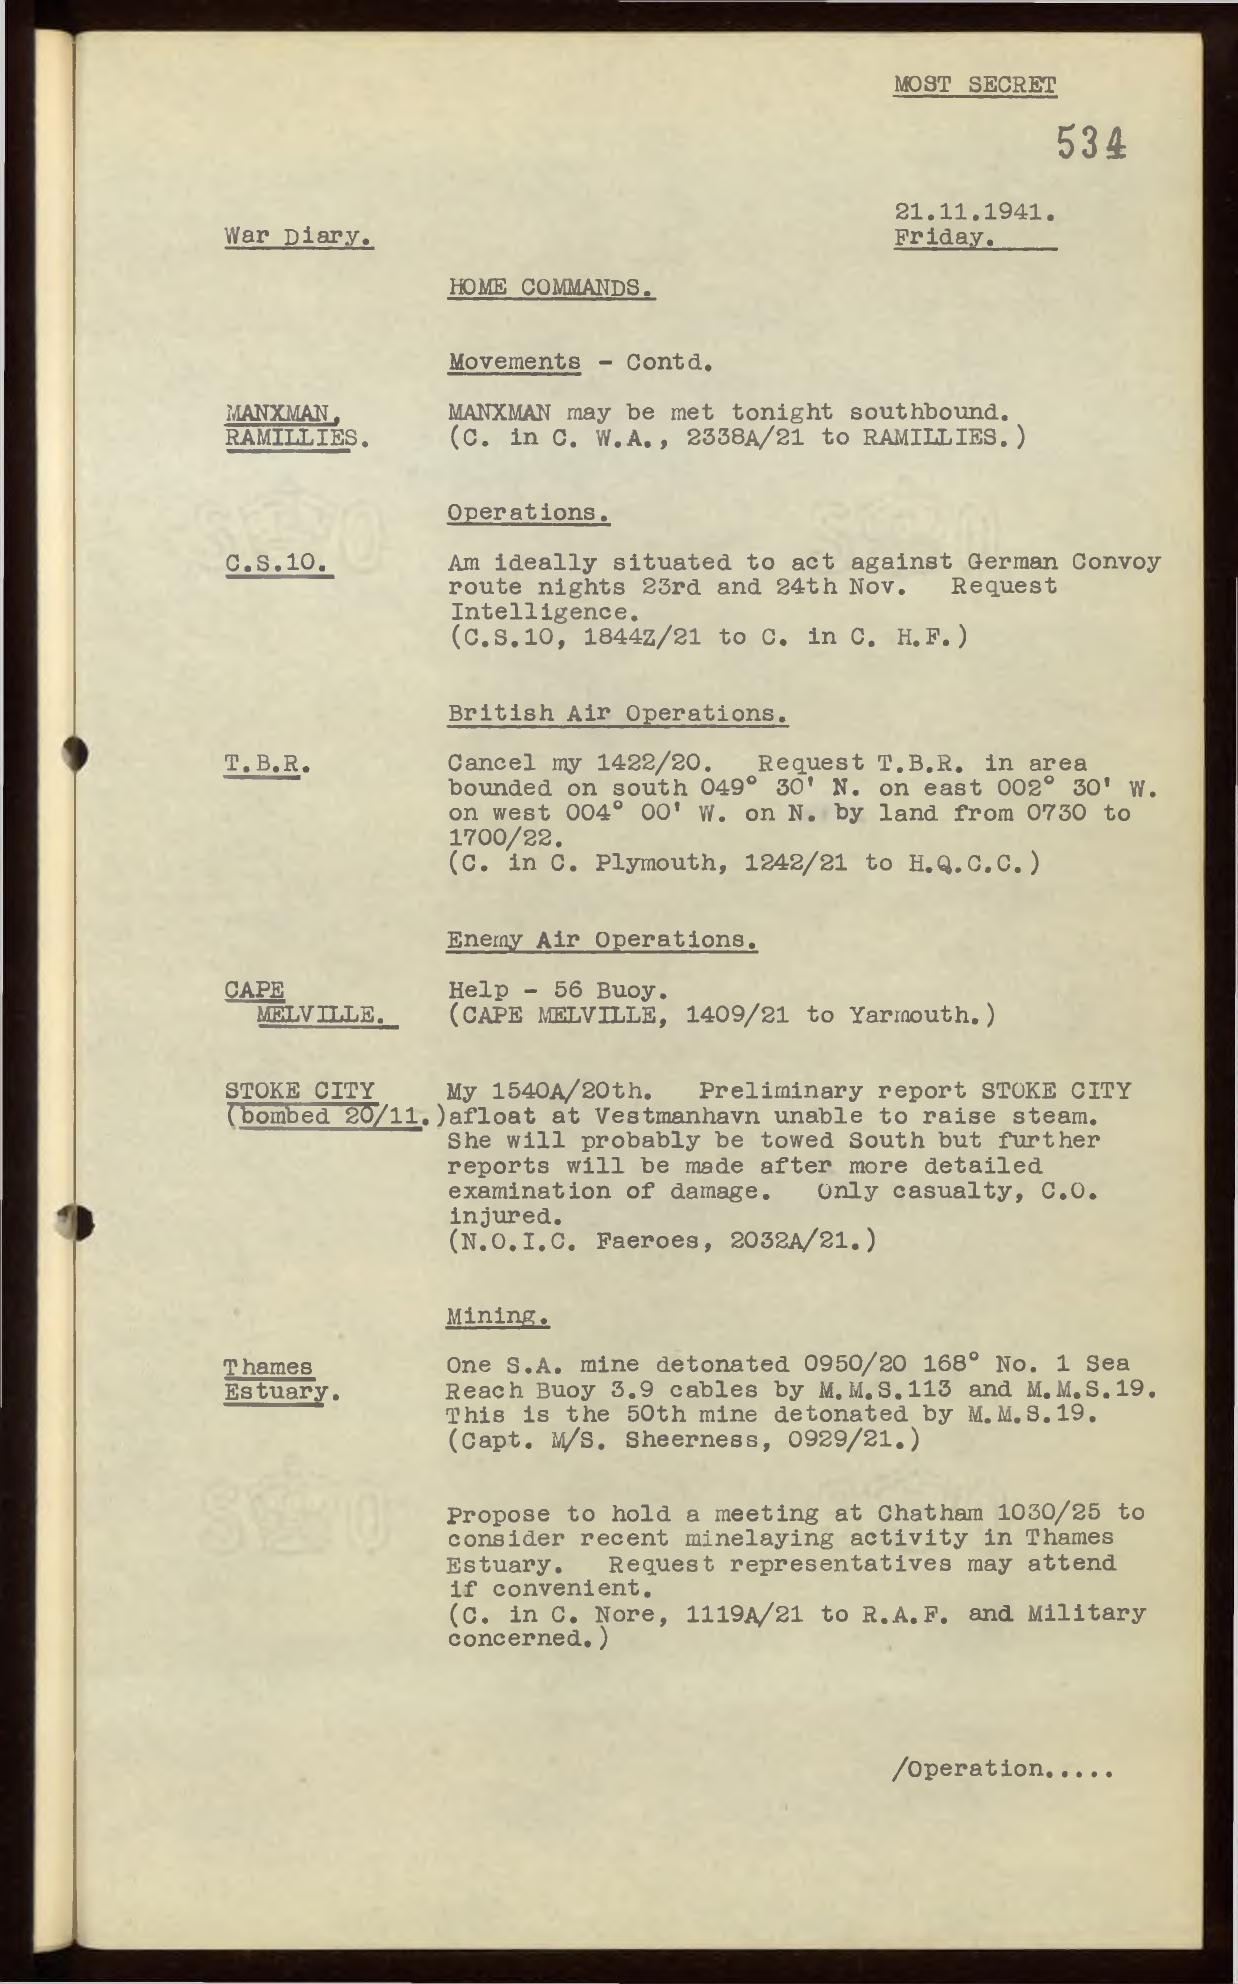 MOST SECRET
534
21.11.1941.
War Diary.
Friday.
HOME COMMANDS.
Movements - Contd.
MANXMAN, MANXMAN may be met tonight southbound.
RAMILLIES. (C. in C. W.A., 2338A/21 to RAMILLIES.)
Operations.
C.S.10. Am ideally situated to act against German Convoy
route nights 23rd and 24th Nov. Request
Intelligence.
(C.S.10, 1844Z/21 to C. in C. H.F.)
British Air Operations.
T.B.R. Cancel my 1422/20. Request T.B.R. in area
bounded on south 049° 30' N. on east 002° 30' W.
on west 004° 00' W. on N. by land from 0730 to
1700/22.
(C. in C. Plymouth, 1242/21 to H.Q.C.C.)
Enemy Air Operations.
CAPE Help - 56 Buoy.
MELVILLE. (CAPE MELVILLE, 1409/21 to Yarmouth.)
STOKE CITY My 1540A/20th. Preliminary report STOKE CITY
(bombed 20/11.) afloat at Vestmanhavn unable to raise steam.
She will probably be towed South but further
reports will be made after more detailed
examination of damage. Only casualty, C.O.
injured.
(N.O.I.C. Faeroes, 2032A/21.)
Mining.
Thames One S.A. mine detonated 0950/20 168° No. 1 Sea
Estuary. Reach Buoy 3.9 cables by M.M.S.113 and M.M.S.19.
This is the 50th mine detonated by M.M.S.19.
(Capt. M/S. Sheerness, 0929/21.)
Propose to hold a meeting at Chatham 1030/25 to
consider recent minelaying activity in Thames
Estuary. Request representatives may attend
if convenient.
(C. in C. Nore, 1119A/21 to R.A.F. and Military
concerned.)
/Operation.....